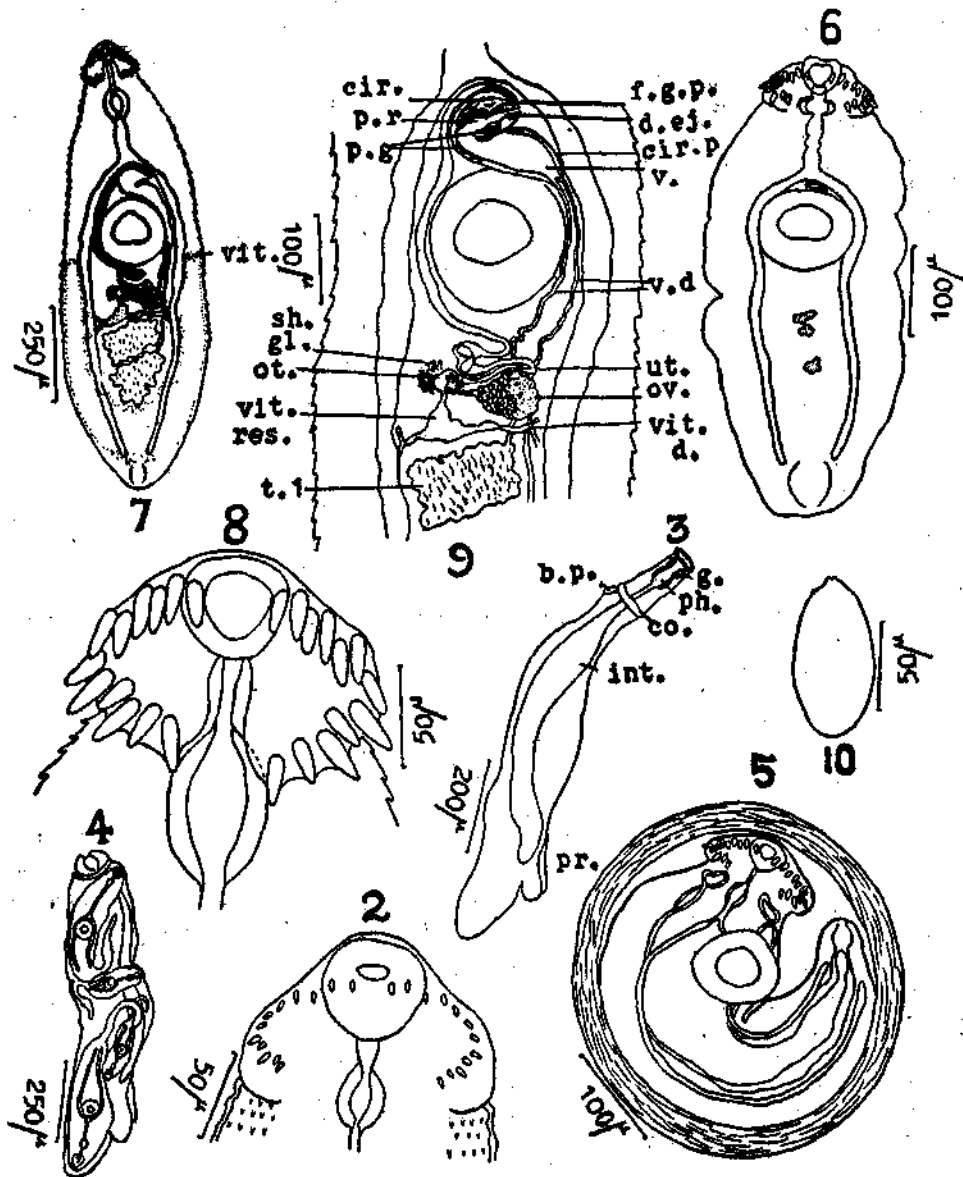 6
cir.
p.r
p.g
f.g.p.
d.ej.
cir.p
v.
vit.
100μ
v.d
100μ
250μ
sh.
gl.
ot.
vit.
res.
t.1
ut.
ov.
vit.
d.
7
8
9
3
b.p.
g.
ph.
co.
int.
50μ
50μ
10
200μ
5
pr.
4
2
250μ
50μ
100μ